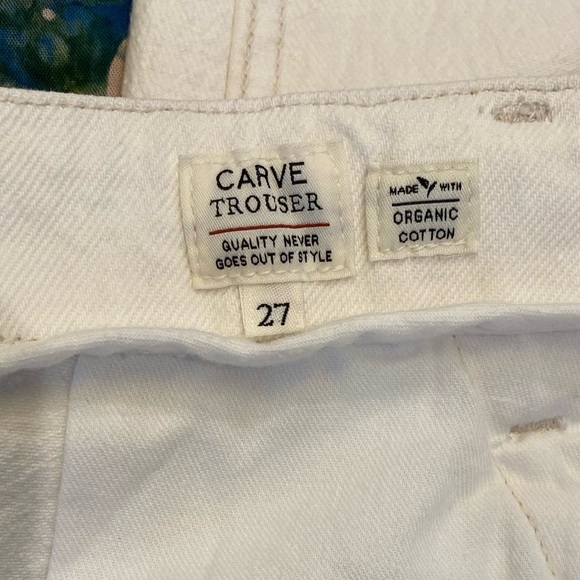 CARVE
TROUSER
QUALITY NEVER
GOES OUT OF STYLE
27
MADE WITH
ORGANIC
COTTON